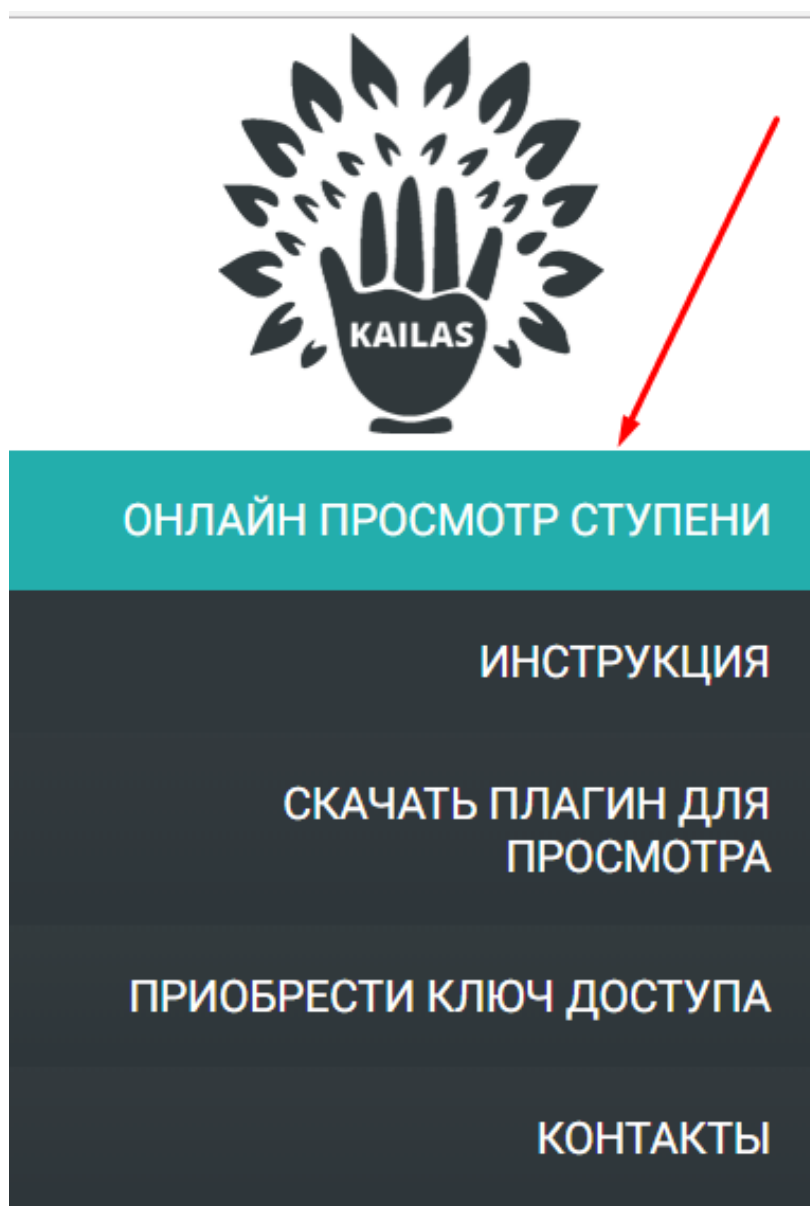 KAILAS
ОНЛАЙН ПРОСМОТР СТУПЕНИ
ИНСТРУКЦИЯ
СКАЧАТЬ ПЛАГИН ДЛЯ
ПРОСМОТРА
ПРИОБРЕСТИ КЛЮЧ ДОСТУПА
КОНТАКТЫ